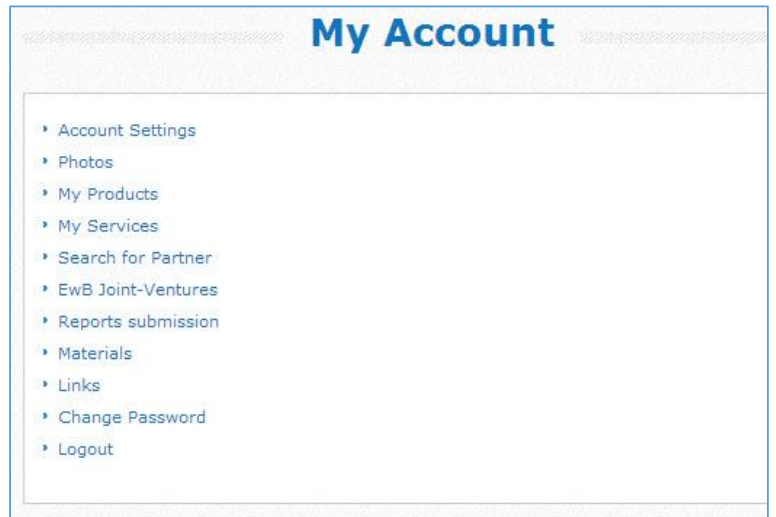 My Account
Account Settings
Photos
My Products
My Services
Search for Partner
EwB Joint-Ventures
Reports submission
Materials
Links
Change Password
Logout